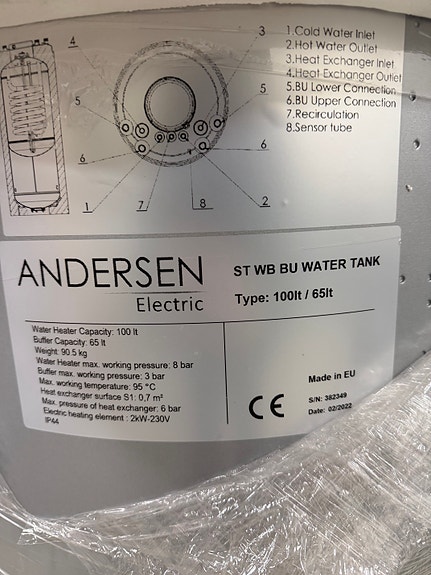 1.Cold Water Inlet
2.Hot Water Outlet
3.Heat Exchanger Inlet
4.Heat Exchanger Outlet
5.BU Lower Connection
6.BU Upper Connection
7.Recirculation
8.Sensor tube
4
3
5
5
6
6
1
7
8
2
ANDERSEN
Electric
ST WB BU WATER TANK
Type: 100lt / 65lt
Water Heater Capacity: 100 lt
Buffer Capacity: 65 lt
Weight: 90.5 kg
Water Heater max. working pressure: 8 bar
Buffer max. working pressure: 3 bar
Max. working temperature: 95 °C
Heat exchanger surface S1: 0,7 m²
Max. pressure of heat exchanger: 6 bar
Electric heating element : 2kW-230V
IP44
CE
Made in EU
S/N: 382349
Date: 02/2022